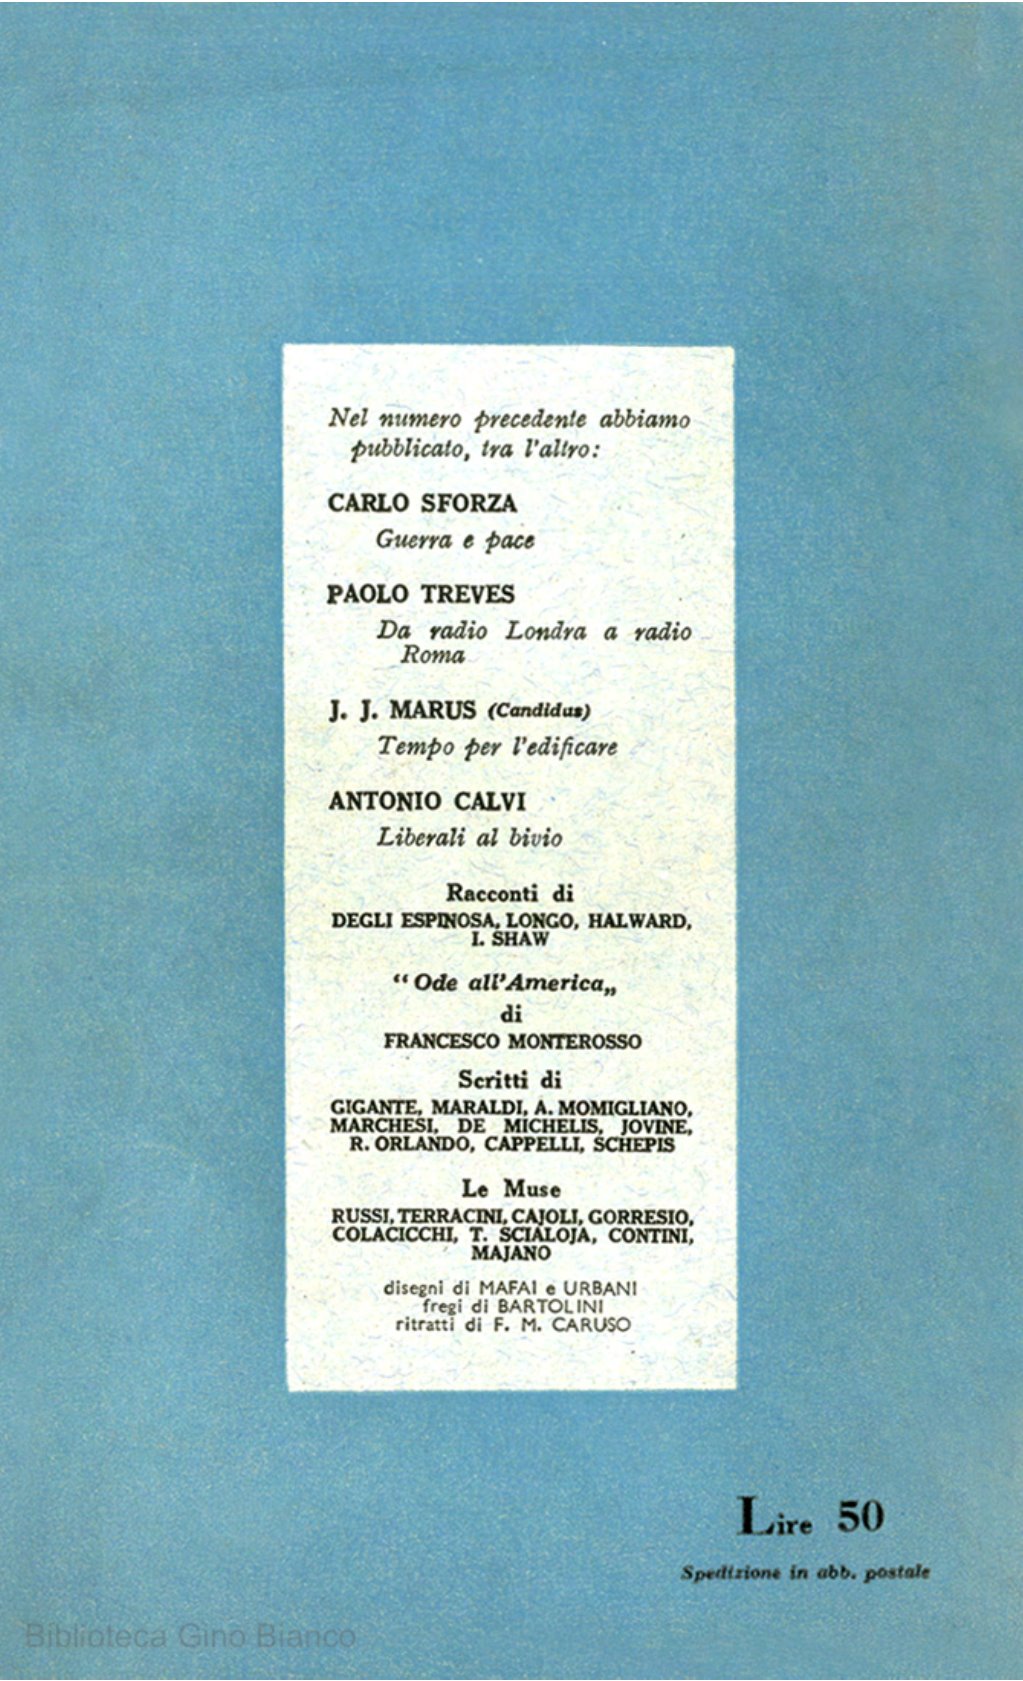 Nel numero precedente abbiamo
pubblicato, tra l'altro:
CARLO SFORZA
Guerra e pace
PAOLO TREVES
Da radio Londra a radio
Roma
J. J. MARUS (Candidus)
Tempo per l'edificare
ANTONIO CALVI
Liberali al bivio
Racconti di
DEGLI ESPINOSA, LONGO, HALWARD,
I. SHAW
“Ode all'America„
di
FRANCESCO MONTEROSSO
Scritti di
GIGANTE, MARALDI, A. MOMIGLIANO,
MARCHESI, DE MICHELIS, JOVINE,
R. ORLANDO, CAPPELLI, SCHEPIS
Le Muse
RUSSI, TERRACINI, CAJOLI, GORRESIO,
COLACICCHI, T. SCIALOJA, CONTINI,
MAJANO
disegni di MAFAI e URBANI
fregi di BARTOLINI
ritratti di F. M. CARUSO
Lire 50
Spedizione in abb. postale
Biblioteca Gino Bianco